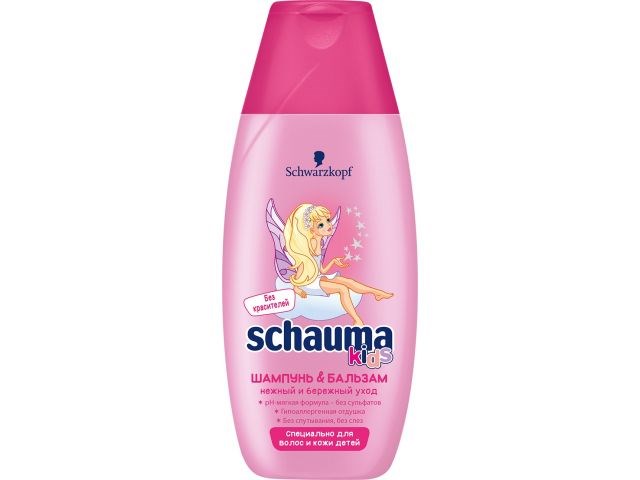 Schwarzkopf
Без
красителей
schauma
kids
ШАМПУНЬ & БАЛЬЗАМ
нежный и бережный уход
✶ pH-мягкая формула – без сульфатов
✶ Гипоаллергенная отдушка
✶ Без спутывания, без слез
Специально для
волос и кожи детей